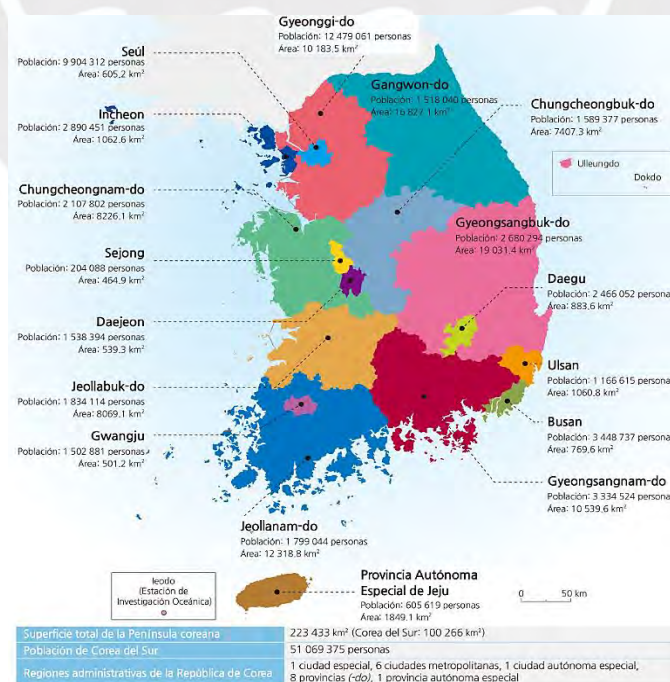 Gyeonggi-do
Población: 12 479 061 personas
Área: 10 183.5 km²
Seúl
Población: 9 904 312 personas
Área: 605.2 km²
Gangwon-do
Población: 1 518 040 personas
Área: 16 827.1 km²
Incheon
Población: 2 890 451 personas
Área: 1062.6 km²
Chungcheongbuk-do
Población: 1 589 377 personas
Área: 7407.3 km²
Ulleungdo
Dokdo
Chungcheongnam-do
Población: 2 107 802 personas
Área: 8226.1 km²
Gyeongsangbuk-do
Población: 2 680 294 personas
Área: 19 031.4 km²
Sejong
Población: 204 088 personas
Área: 464.9 km²
Daegu
Población: 2 466 052 persona
Área: 883.6 km²
Daejeon
Población: 1 538 394 personas
Área: 539.3 km²
Jeollabuk-do
Población: 1 834 114 personas
Área: 8069.1 km²
Ulsan
Población: 1 166 615 persona
Área: 1060.8 km²
Gwangju
Población: 1 502 881 personas
Área: 501.2 km²
Busan
Población: 3 448 737 persona
Área: 769.6 km²
Gyeongsangnam-do
Población: 3 334 524 persona
Área: 10 539.6 km²
Jeollanam-do
Población: 1 799 044 personas
Área: 12 318.8 km²
Ieodo
(Estación de
Investigación Oceánica)
Provincia Autónoma
Especial de Jeju
Población: 605 619 personas
Área: 1849.1 km²
0 50 km
Superficie total de la Península coreana 223 433 km² (Corea del Sur: 100 266 km²)
Población de Corea del Sur 51 069 375 personas
Regiones administrativas de la República de Corea 1 ciudad especial, 6 ciudades metropolitanas, 1 ciudad autónoma especial,
8 provincias (-do), 1 provincia autónoma especial